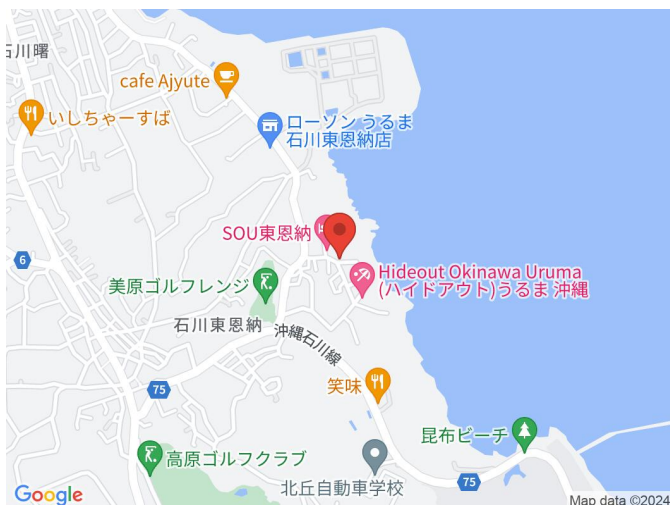 石川曙
cafe Ajyute
いしちゃーすば
ローソン うるま
石川東恩納店
SOU東恩納
6
Hideout Okinawa Uruma
(ハイドアウト)うるま 沖縄
美原ゴルフレンジ
石川東恩納
沖縄石川線
75
笑味
昆布ビーチ
高原ゴルフクラブ
北丘自動車学校
75
Google
Map data ©2024